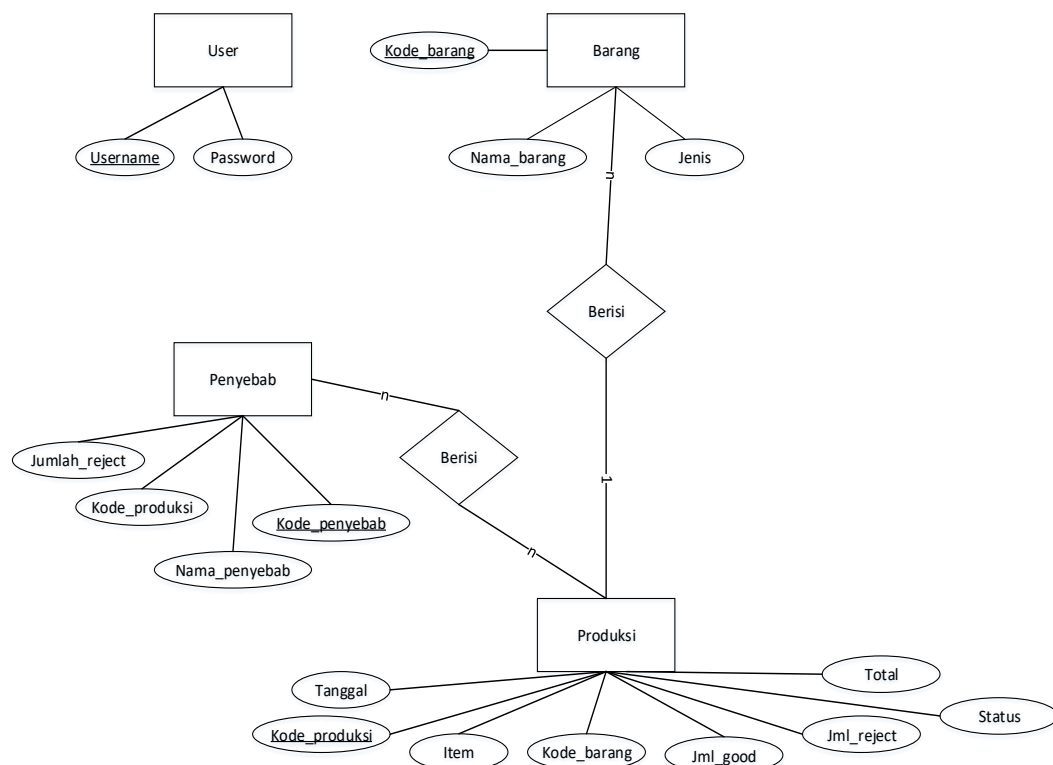 User
Kode_barang
Barang
Username
Password
Nama_barang
Jenis
n
Berisi
Penyebab
n
Berisi
Jumlah_reject
Kode_produksi
Kode_penyebab
Nama_penyebab
1
n
Produksi
Tanggal
Total
Kode_produksi
Item
Kode_barang
Jml_good
Jml_reject
Status